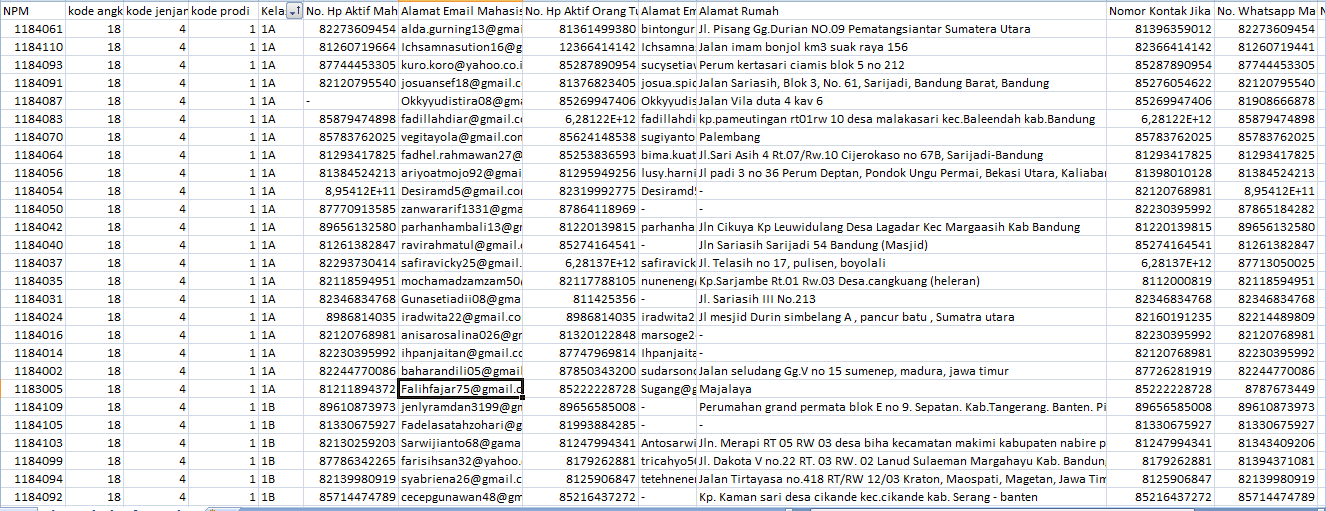 NPM kode angk kode jenjan kode prodi Kela No. Hp Aktif Mah Alamat Email Mahasis No. Hp Aktif Orang Tu Alamat Em Alamat Rumah Nomor Kontak Jika No. Whatsapp Ma N
1184061 18 4 1 1A 82273609454 alda.gurning13@gmai 81361499380 bintongur Jl. Pisang Gg.Durian NO.09 Pematangsiantar Sumatera Utara 81396359012 82273609454
1184110 18 4 1 1A 81260719664 Ichsamnasution16@g 12366414142 Ichsamna Jalan imam bonjol km3 suak raya 156 82366414142 81260719441
1184093 18 4 1 1A 87744453305 kuro.koro@yahoo.co.i 85287890954 sucysetia Perum kertasari ciamis blok 5 no 212 85287890954 87744453305
1184091 18 4 1 1A 82120795540 josuansef18@gmail.co 81376823405 josua.spid Jalan Sariasih, Blok 3, No. 61, Sarijadi, Bandung Barat, Bandung 85276054622 82120795540
1184087 18 4 1 1A - Okkyyudistira08@gma 85269947406 Okkyyudis Jalan Vila duta 4 kav 6 85269947406 81908666878
1184083 18 4 1 1A 85879474898 fadillahdiar@gmail.co 6,28122E+12 fadillahdi kp.pameutingan rt01rw 10 desa malakasari kec.Baleendah kab.Bandung 6,28122E+12 85879474898
1184070 18 4 1 1A 85783762025 vegitayola@gmail.con 85624148538 sugiyanto Palembang 85783762025 85783762025
1184064 18 4 1 1A 81293417825 fadhel.rahmawan27@ 85253836593 bima.kuat Jl.Sari Asih 4 Rt.07/Rw.10 Cijerokaso no 67B, Sarijadi-Bandung 81293417825 81293417825
1184056 18 4 1 1A 81384524213 ariyoatmojo92@gmail 81295949256 lusy.harni Jl padi 3 no 36 Perum Deptan, Pondok Ungu Permai, Bekasi Utara, Kaliaba 81398010128 81384524213
1184054 18 4 1 1A 8,95412E+11 Desiramd5@gmail.co 82319992775 Desiramd - 82120768981 8,95412E+11
1184050 18 4 1 1A 87770913585 zanwararif1331@gma 87864118969 - - 82230395992 87865184282
1184042 18 4 1 1A 89656132580 parhanhambali13@gn 81220139815 parhanha Jln Cikuya Kp Leuwidulang Desa Lagadar Kec Margaasih Kab Bandung 81220139815 89656132580
1184040 18 4 1 1A 81261382847 ravirahmatul@gmail.c 85274164541 - Jln Sariasih Sarijadi 54 Bandung (Masjid) 85274164541 81261382847
1184037 18 4 1 1A 82293730414 safiravicky25@gmail.c 6,28137E+12 safiravick Jl. Telasih no 17, pulisen, boyolali 6,28137E+12 87713050025
1184035 18 4 1 1A 82118594951 mochamadzamzam50 82117788105 nuneneng Kp.Sarjambe Rt.01 Rw.03 Desa.cangkuang (heleran) 8112000819 82118594951
1184031 18 4 1 1A 82346834768 Gunasetiadii08@gma 811425356 - Jl. Sariasih III No.213 82346834768 82346834768
1184024 18 4 1 1A 8986814035 iradwita22@gmail.co 8986814035 iradwita2 Jl mesjid Durin simbelang A , pancur batu , Sumatra utara 82160191235 82214489809
1184016 18 4 1 1A 82120768981 anisarosalina026@gn 81320122848 marsoge2 - 82230395992 82120768981
1184014 18 4 1 1A 82230395992 ihpanjaitan@gmail.cc 87747969814 Ihpanjaita - 82120768981 82230395992
1184002 18 4 1 1A 82244770086 baharandili05@gmail 87850343200 sudarsono Jalan seludang Gg.V no 15 sumenep, madura, jawa timur 87726281919 82244770086
1183005 18 4 1 1A 81211894372 Falihfajar75@gmail.c 85222228728 Sugang@g Majalaya 85222228728 8787673449
1184109 18 4 1 1B 89610873973 jenlyramdan3199@gn 89656585008 - Perumahan grand permata blok E no 9. Sepatan. Kab.Tangerang. Banten. Pi 89656585008 89610873973
1184105 18 4 1 1B 81330675927 Fadelasatahzohari@g 81993884285 - - 81330675927 81330675927
1184103 18 4 1 1B 82130259203 Sarwijianto68@gama 81247994341 Antosarwi Jln. Merapi RT 05 RW 03 desa biha kecamatan makimi kabupaten nabire p 81247994341 81343409206
1184099 18 4 1 1B 87786342265 farisihsan32@yahoo. 8179262881 tricahyo50 Jl. Dakota V no.22 RT. 03 RW. 02 Lanud Sulaeman Margahayu Kab. Bandung 8179262881 81394371081
1184094 18 4 1 1B 82139980919 syabriena26@gmail.c 8125906847 tetehnene Jalan Tirtayasa no.418 RT/RW 12/03 Kraton, Maospati, Magetan, Jawa Tim 8125906847 82139980919
1184092 18 4 1 1B 85714474789 cecepgunawan48@gm 85216437272 - Kp. Kaman sari desa cikande kec.cikande kab. Serang - banten 85216437272 85714474789